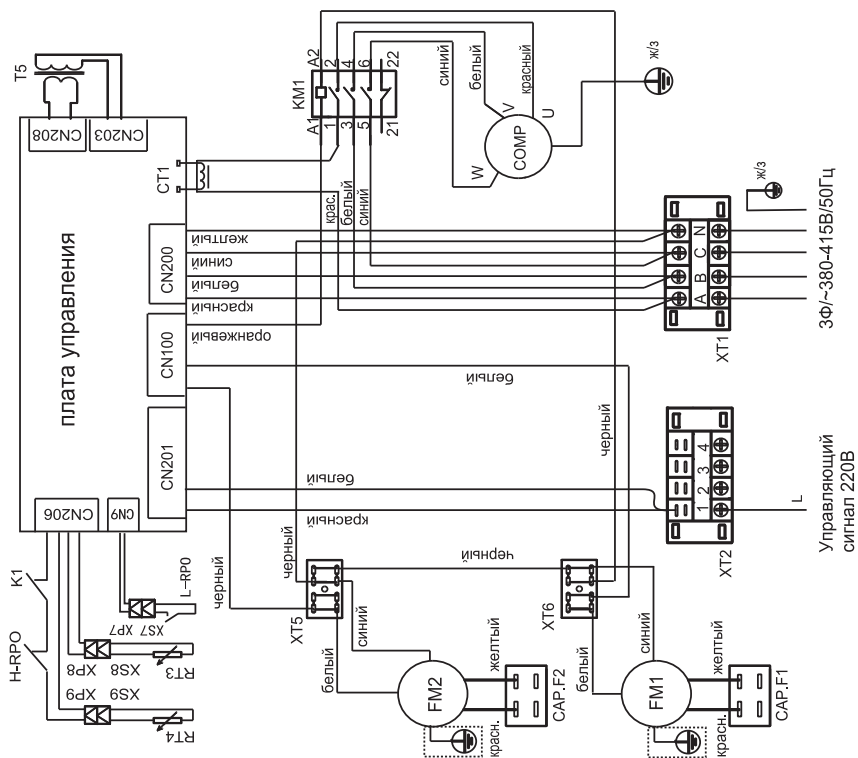 T5
CN208
CN203
плата управления
CT1
KM1
A1
A2
1
2
3
4
5
6
21
22
синий
белый
красный
V
U
W
COMP
ж/з
крас.
белый
синий
CN200
желтый
синий
белый
красный
оранжевый
CN100
CN201
CN206
CN9
белый
белый
красный
черный
черный
черный
черный
ж/з
A
B
C
N
XT1
3Ф/~380-415В/50Гц
1
2
3
4
XT2
L
Управляющий
сигнал 220В
K1
H-RPO
L-RPO
XS7 XP7
XP8 XS8
RT3
XP9 XS9
RT4
XT5
XT6
синий
белый
желтый
FM2
CAP.F2
красн.
синий
белый
желтый
FM1
CAP.F1
красн.